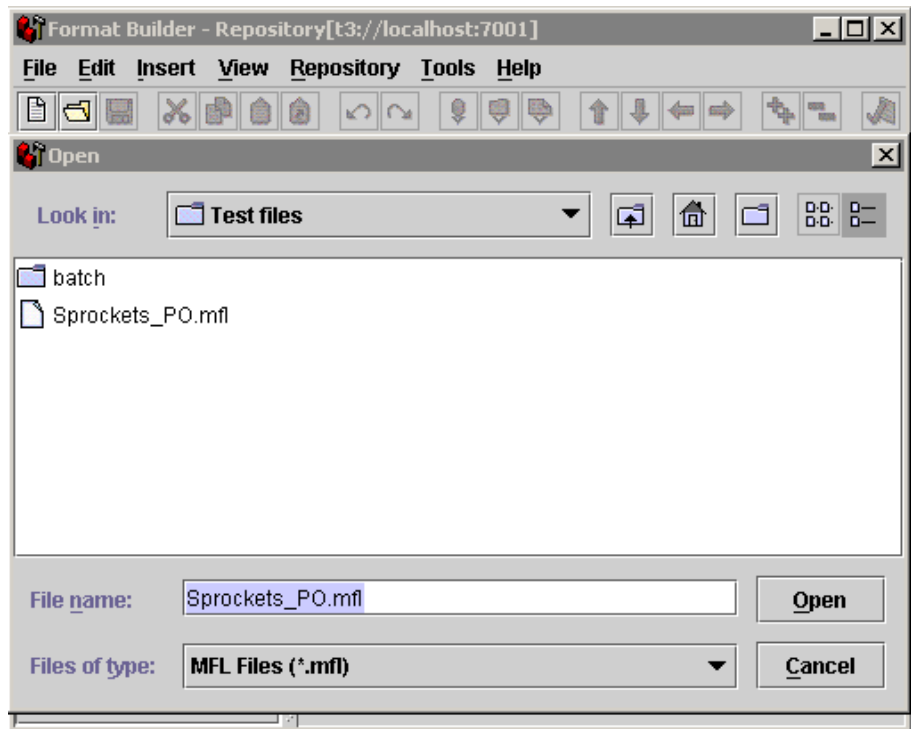 Format Builder - Repository[t3://localhost:7001]
File Edit Insert View Repository Tools Help
Open
Look in: Test files
batch
Sprockets_PO.mfl
File name: Sprockets_PO.mfl Open
Files of type: MFL Files (*.mfl) Cancel